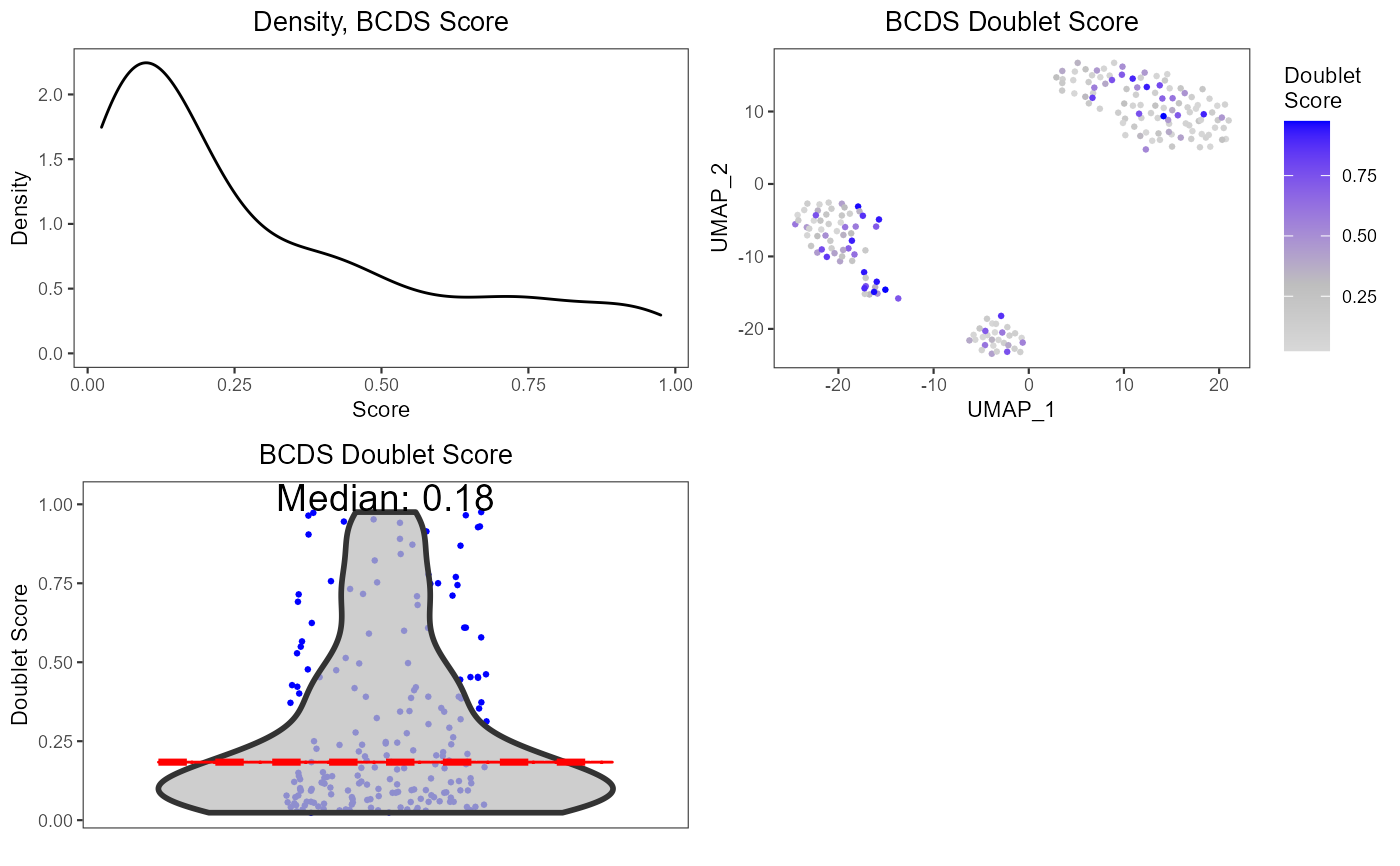 Density, BCDS Score
Density
2.0
1.5
1.0
0.5
0.0
0.00 0.25 0.50 0.75 1.00
Score
BCDS Doublet Score
UMAP_2
10
0
-10
-20
-20 -10 0 10 20
UMAP_1
Doublet
Score
0.75
0.50
0.25
BCDS Doublet Score
Median: 0.18
Doublet Score
1.00
0.75
0.50
0.25
0.00